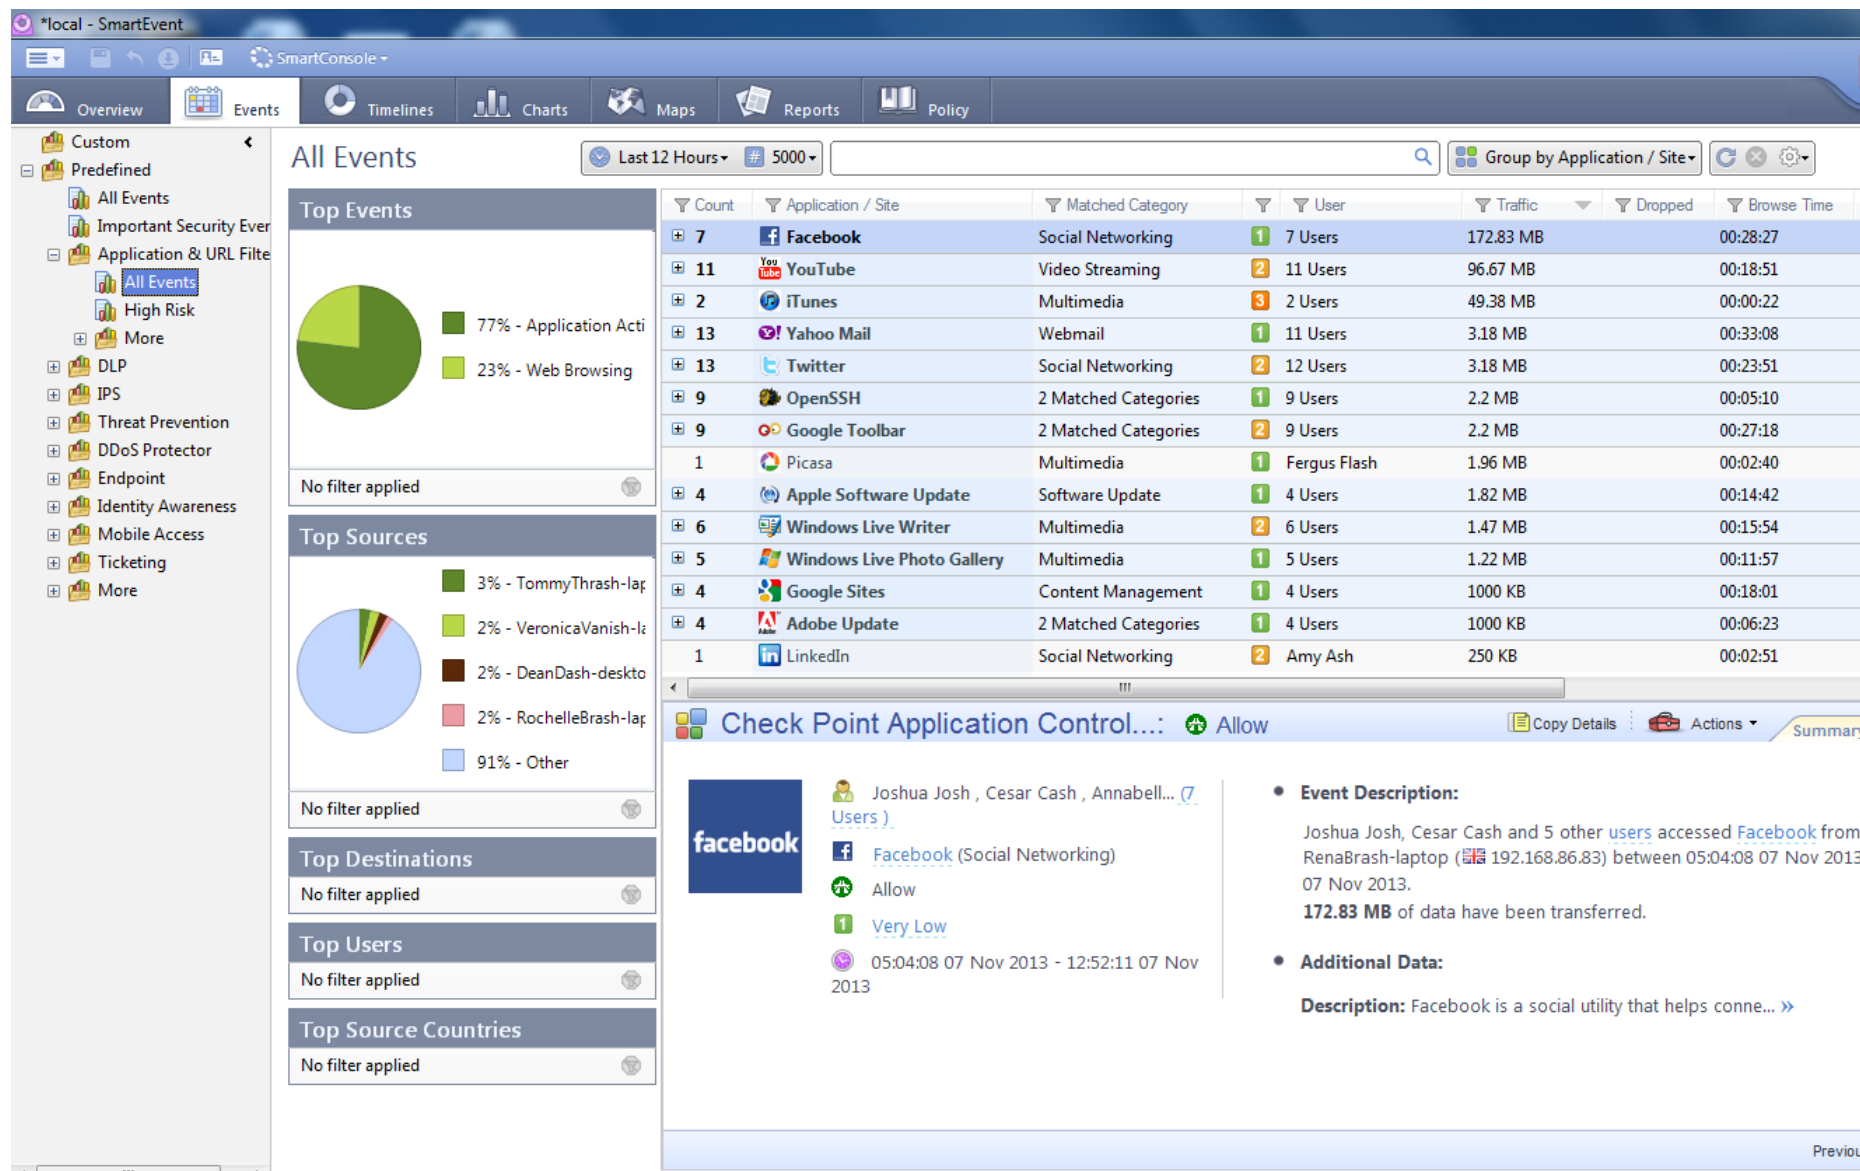 *local - SmartEvent
SmartConsole
Overview Events Timelines Charts Maps Reports Policy
Custom
Predefined
All Events
Important Security Ever
Application & URL Filte
All Events
High Risk
More
DLP
IPS
Threat Prevention
DDoS Protector
Endpoint
Identity Awareness
Mobile Access
Ticketing
More
All Events Last 12 Hours # 5000 Group by Application / Site
Top Events
77% - Application Acti
23% - Web Browsing
No filter applied
Top Sources
3% - TommyThrash-lap
2% - VeronicaVanish-la
2% - DeanDash-deskto
2% - RochelleBrash-lap
91% - Other
No filter applied
Top Destinations
No filter applied
Top Users
No filter applied
Top Source Countries
No filter applied
Count Application / Site Matched Category User Traffic Dropped Browse Time
7 Facebook Social Networking 1 7 Users 172.83 MB 00:28:27
11 You Tube YouTube Video Streaming 2 11 Users 96.67 MB 00:18:51
2 iTunes Multimedia 3 2 Users 49.38 MB 00:00:22
13 Yahoo Mail Webmail 1 11 Users 3.18 MB 00:33:08
13 Twitter Social Networking 2 12 Users 3.18 MB 00:23:51
9 OpenSSH 2 Matched Categories 1 9 Users 2.2 MB 00:05:10
9 Google Toolbar 2 Matched Categories 2 9 Users 2.2 MB 00:27:18
1 Picasa Multimedia 1 Fergus Flash 1.96 MB 00:02:40
4 Apple Software Update Software Update 1 4 Users 1.82 MB 00:14:42
6 Windows Live Writer Multimedia 2 6 Users 1.47 MB 00:15:54
5 Windows Live Photo Gallery Multimedia 1 5 Users 1.22 MB 00:11:57
4 Google Sites Content Management 1 4 Users 1000 KB 00:18:01
4 Adobe Adobe Update 2 Matched Categories 1 4 Users 1000 KB 00:06:23
1 in LinkedIn Social Networking 2 Amy Ash 250 KB 00:02:51
Check Point Application Control...: Allow Copy Details Actions Summary
facebook
Joshua Josh , Cesar Cash , Annabell... (7
Users )
Facebook (Social Networking)
Allow
1 Very Low
05:04:08 07 Nov 2013 - 12:52:11 07 Nov
2013
Event Description:
Joshua Josh, Cesar Cash and 5 other users accessed Facebook from
RenaBrash-laptop ( 192.168.86.83) between 05:04:08 07 Nov 2013
07 Nov 2013.
172.83 MB of data have been transferred.
Additional Data:
Description: Facebook is a social utility that helps conne... »
Previou